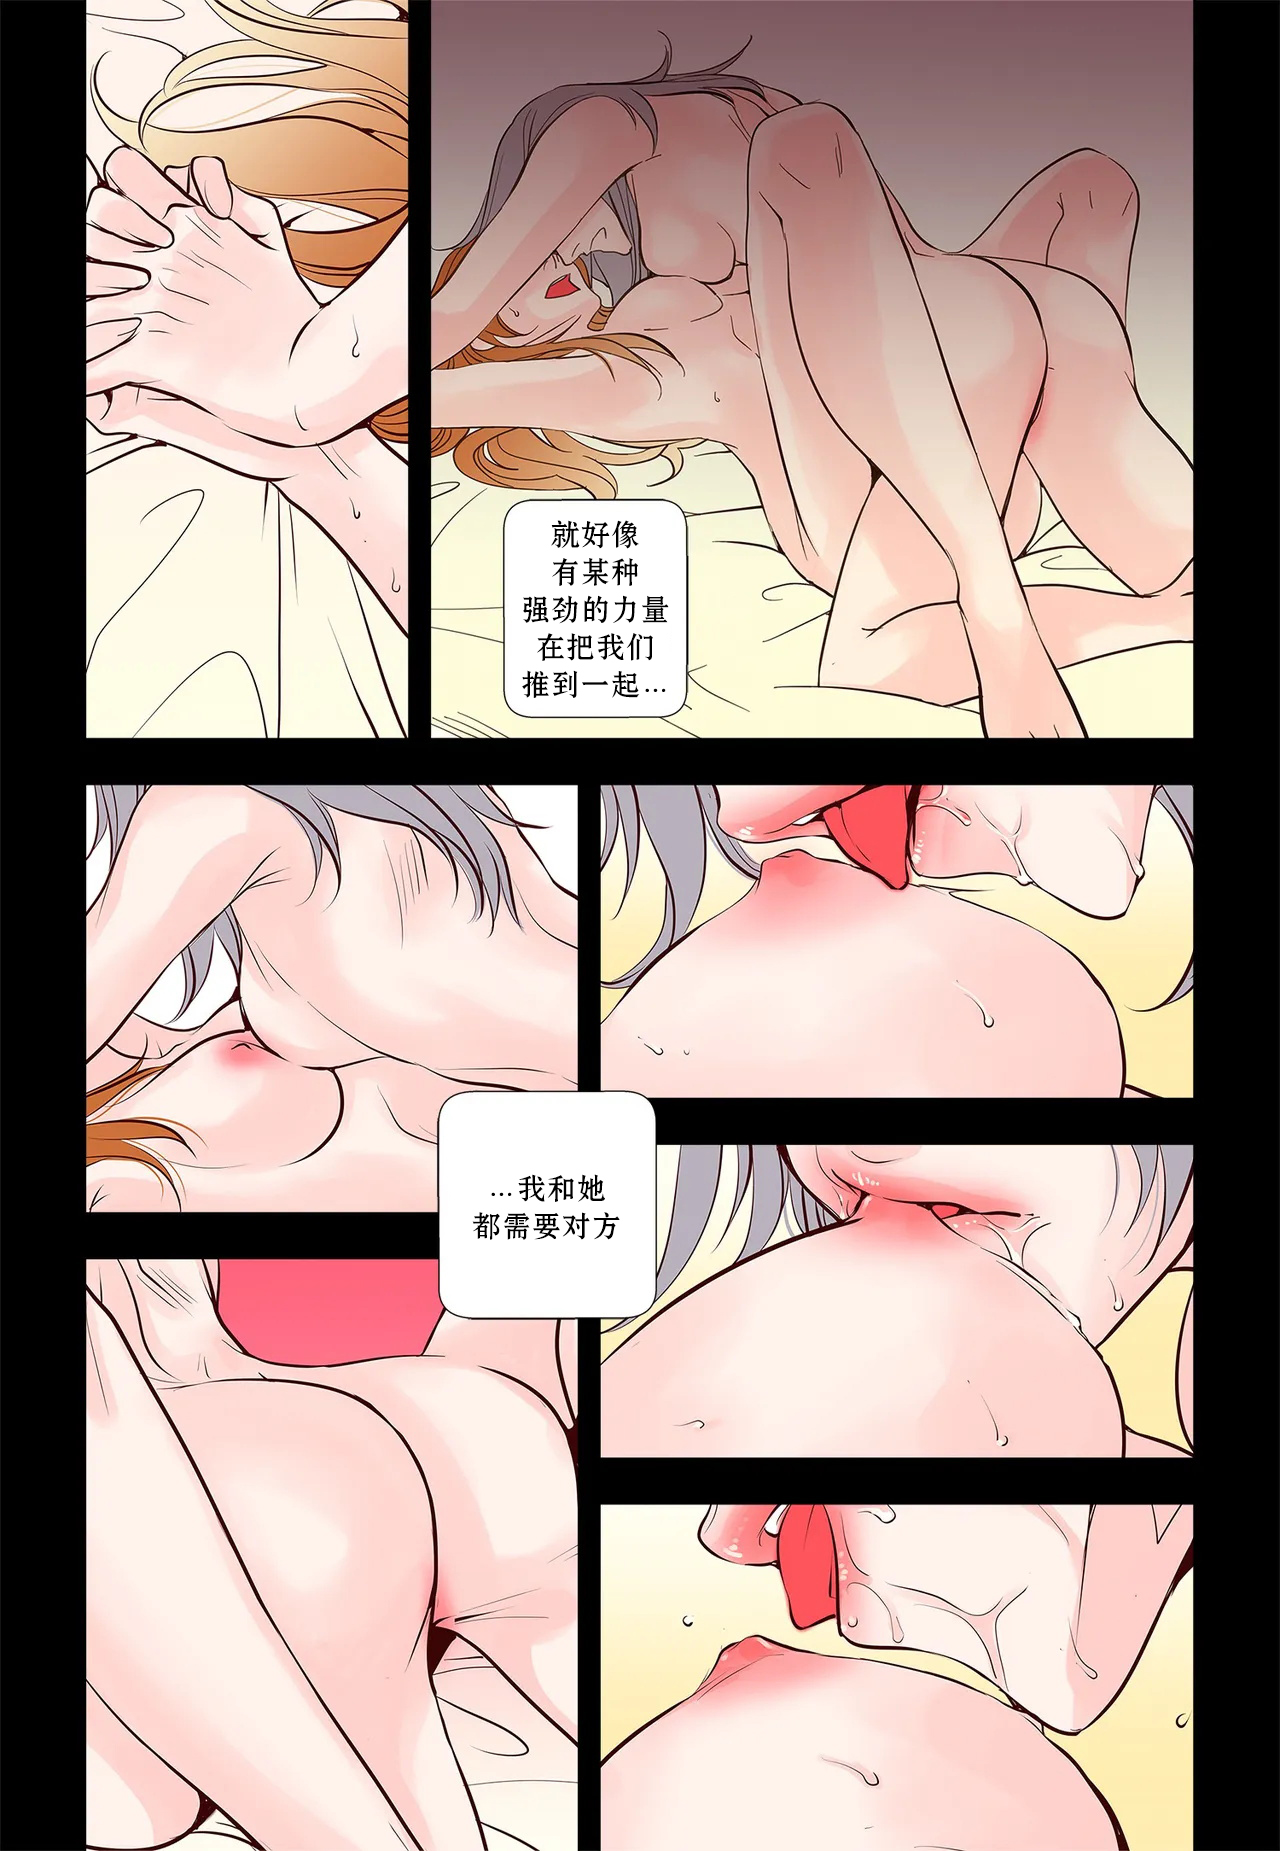 就好像
有某种
强劲的力量
在把我们
推到一起…
…我和她
都需要对方